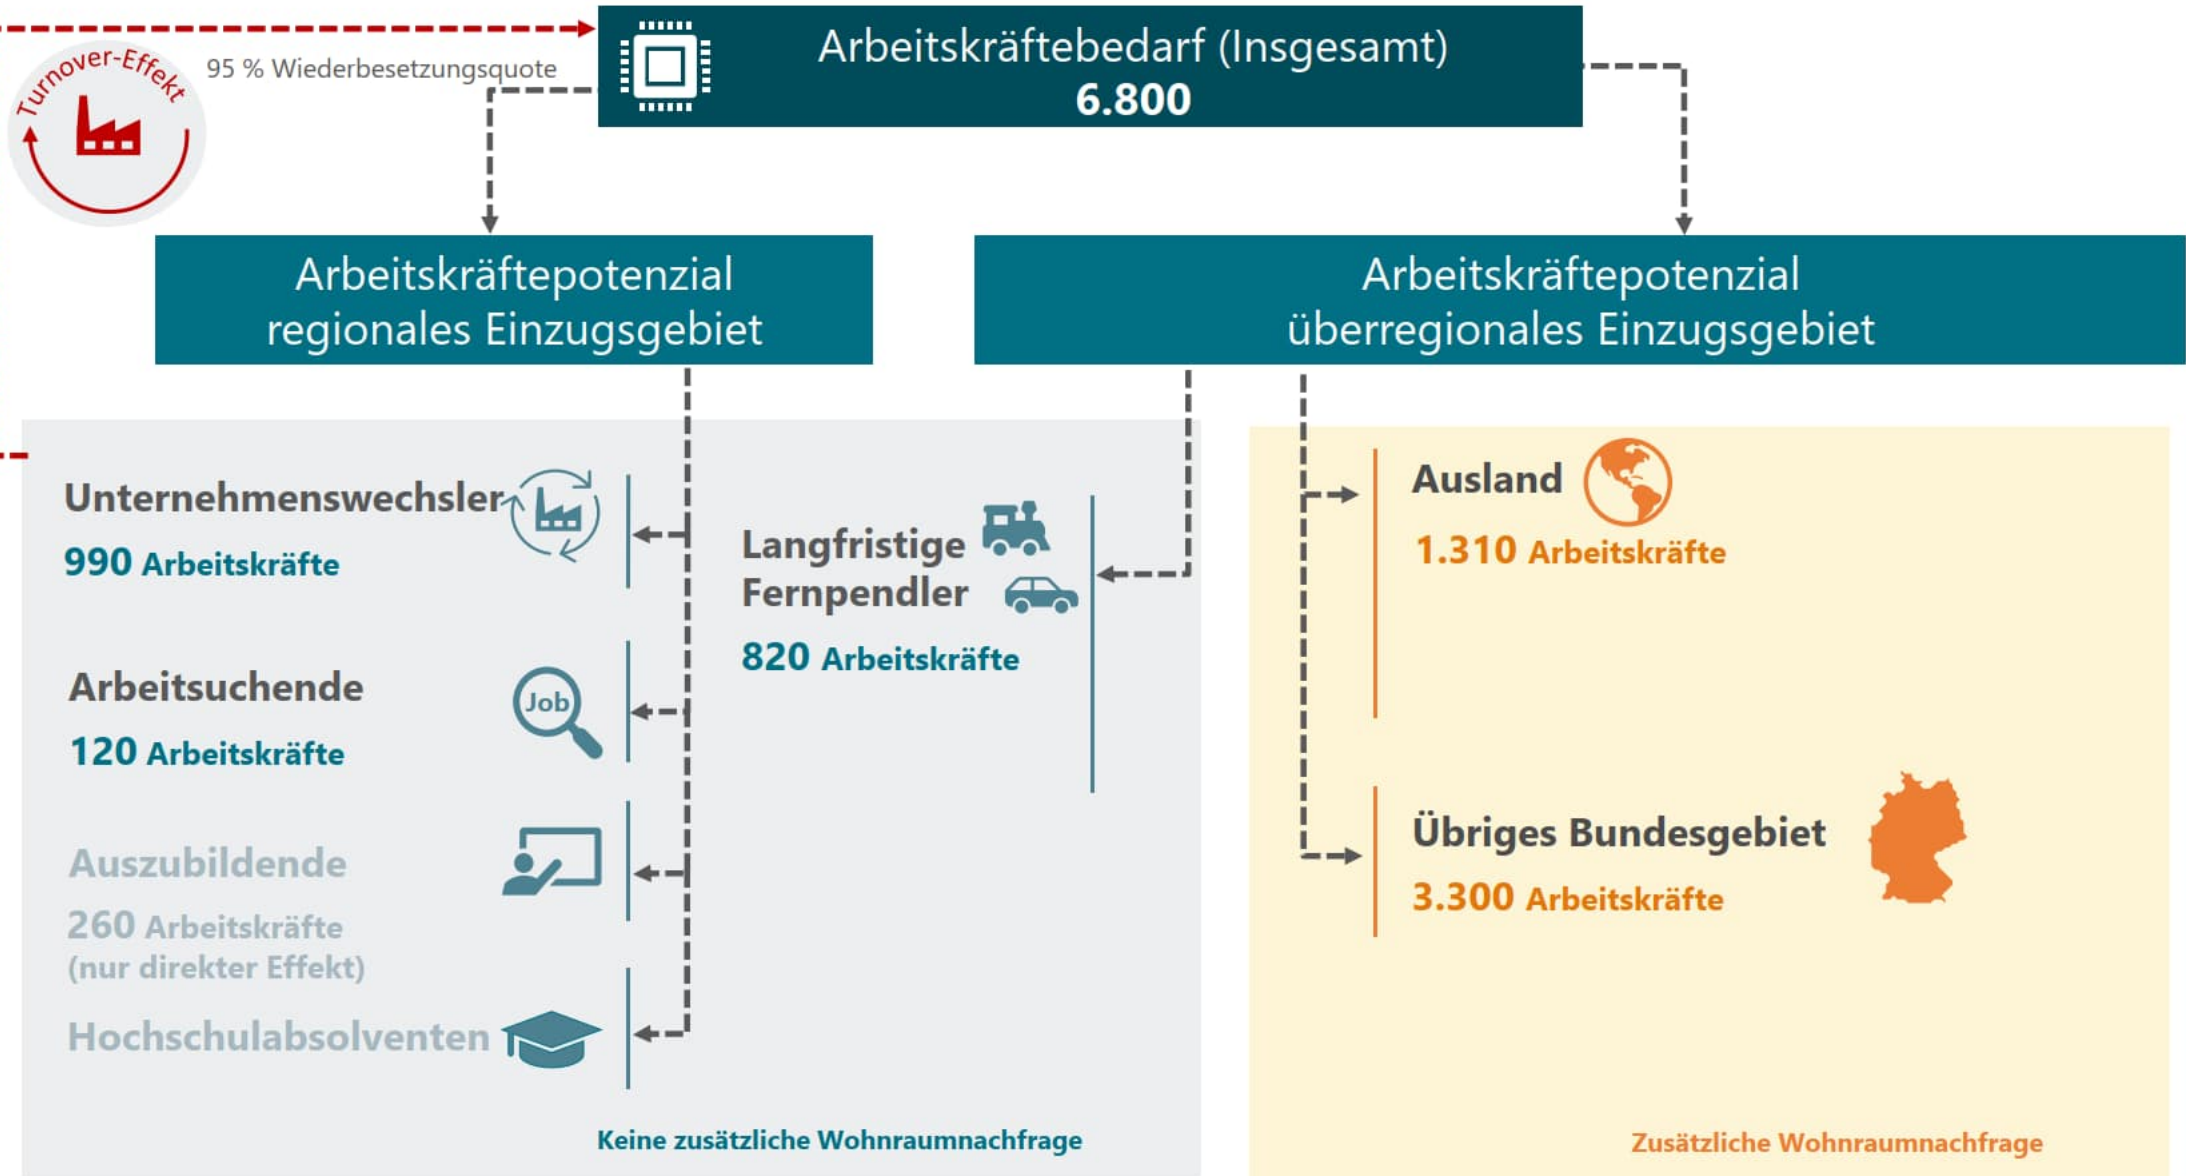 Turnover-Effekt
95 % Wiederbesetzungsquote
Arbeitskräftebedarf (Insgesamt)
6.800
Arbeitskräftepotenzial
regionales Einzugsgebiet
Arbeitskräftepotenzial
überregionales Einzugsgebiet
Unternehmenswechsler
990 Arbeitskräfte
Arbeitsuchende
Job
120 Arbeitskräfte
Auszubildende
260 Arbeitskräfte
(nur direkter Effekt)
Hochschulabsolventen
Langfristige
Fernpendler
820 Arbeitskräfte
Keine zusätzliche Wohnraumnachfrage
Ausland
1.310 Arbeitskräfte
Übriges Bundesgebiet
3.300 Arbeitskräfte
Zusätzliche Wohnraumnachfrage